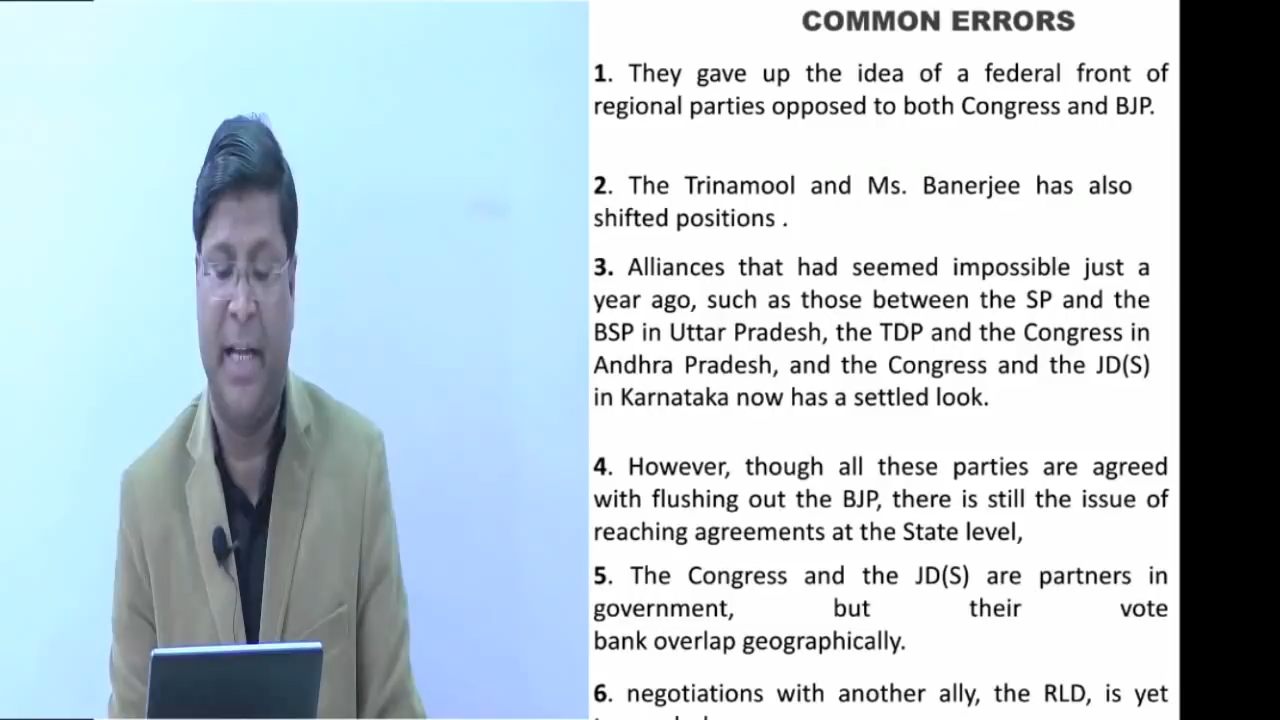 COMMON ERRORS
1. They gave up the idea of a federal front of
regional parties opposed to both Congress and BJP.
2. The Trinamool and Ms. Banerjee has also
shifted positions .
3. Alliances that had seemed impossible just a
year ago, such as those between the SP and the
BSP in Uttar Pradesh, the TDP and the Congress in
Andhra Pradesh, and the Congress and the JD(S)
in Karnataka now has a settled look.
4. However, though all these parties are agreed
with flushing out the BJP, there is still the issue of
reaching agreements at the State level,
5. The Congress and the JD(S) are partners in
government, but their vote
bank overlap geographically.
6. negotiations with another ally, the RLD, is yet